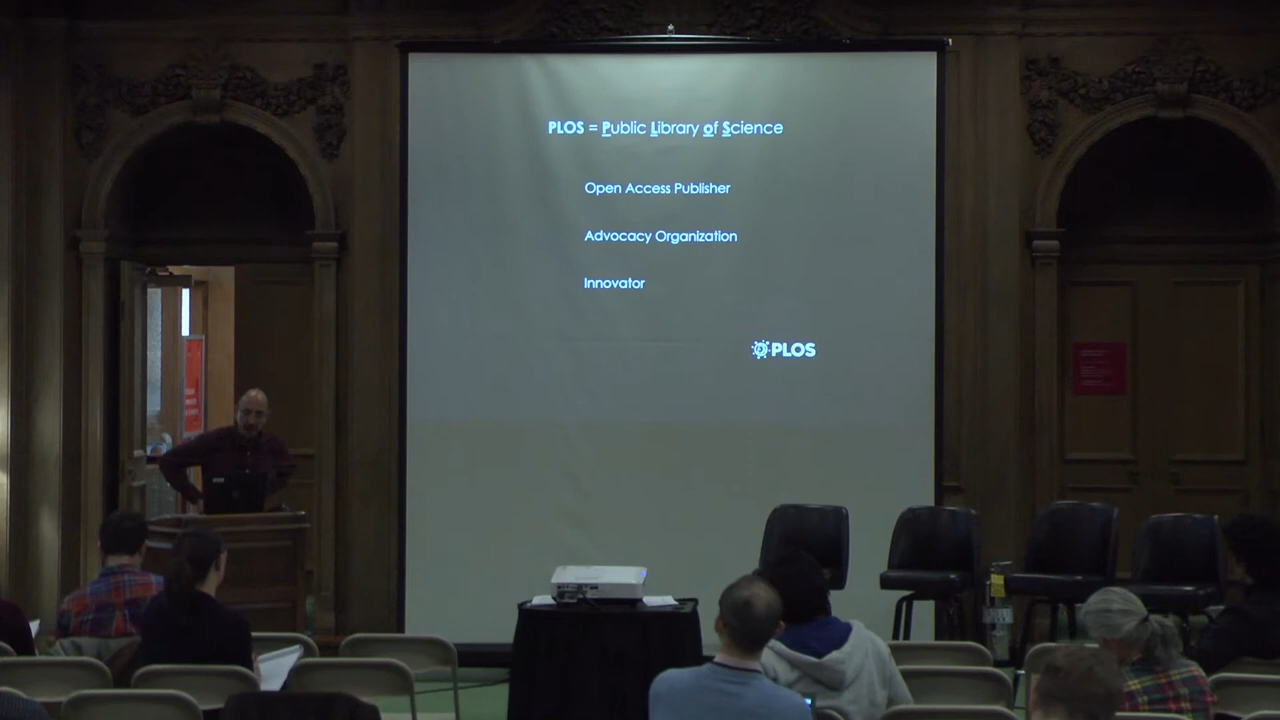 PLOS = Public Library of Science
Open Access Publisher
Advocacy Organization
Innovator
PLOS